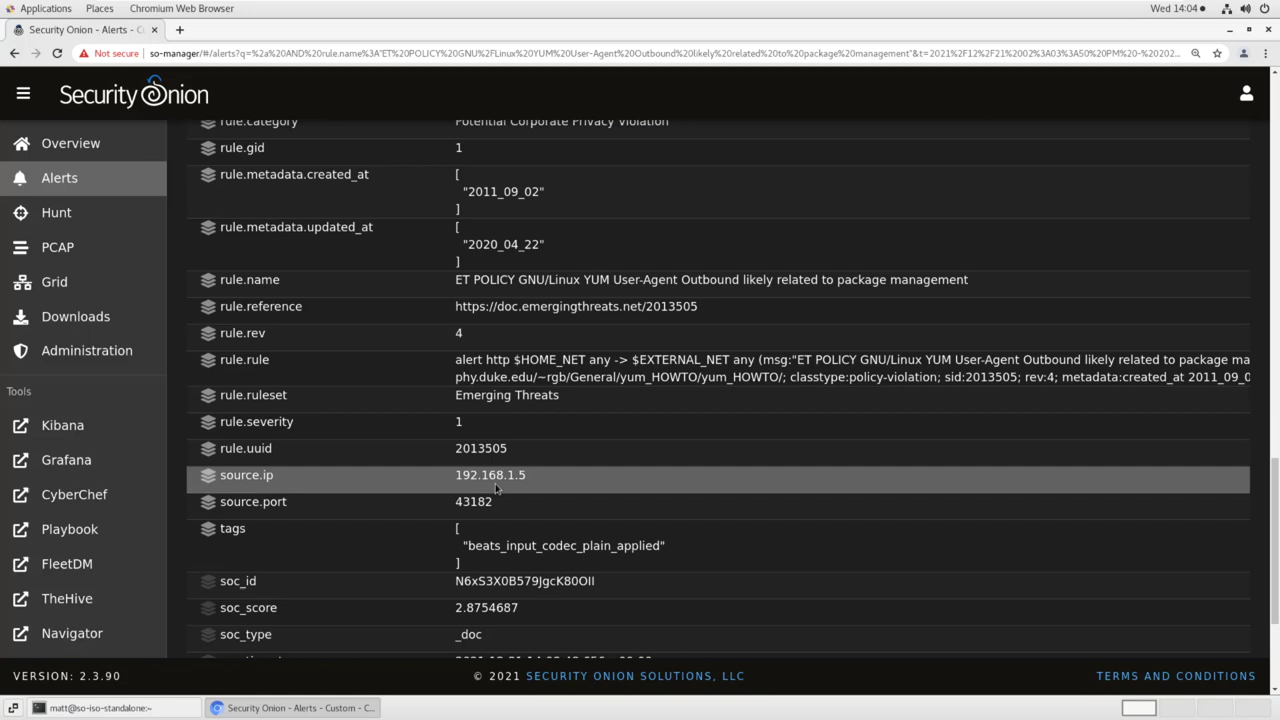 Applications Places Chromium Web Browser Wed 14:04
Security Onion - Alerts - C
Not secure so-manager/#/alerts?q=%2a%20AND%20rule.name%3A"ET%20POLICY%20GNU%2FLinux%20YUM%20User-Agent%20Outbound%20likely%20related%20to%20package%20management"&t=2021%2F12%2F21%2002%3A03%3A50%20PM%20-%20202...
Security Onion
Overview
Alerts
Hunt
PCAP
Grid
Downloads
Administration
Tools
Kibana
Grafana
CyberChef
Playbook
FleetDM
TheHive
Navigator
rule.category Potential Corporate Privacy Violation
rule.gid 1
rule.metadata.created_at [
"2011_09_02"
]
rule.metadata.updated_at [
"2020_04_22"
]
rule.name ET POLICY GNU/Linux YUM User-Agent Outbound likely related to package management
rule.reference https://doc.emergingthreats.net/2013505
rule.rev 4
rule.rule alert http $HOME_NET any -> $EXTERNAL_NET any (msg:"ET POLICY GNU/Linux YUM User-Agent Outbound likely related to package ma
phy.duke.edu/~rgb/General/yum_HOWTO/yum_HOWTO/; classtype:policy-violation; sid:2013505; rev:4; metadata:created_at 2011_09_0
rule.ruleset Emerging Threats
rule.severity 1
rule.uuid 2013505
source.ip 192.168.1.5
source.port 43182
tags [
"beats_input_codec_plain_applied"
]
soc_id N6xS3X0B579JgcK80OII
soc_score 2.8754687
soc_type _doc
VERSION: 2.3.90 © 2021 SECURITY ONION SOLUTIONS, LLC TERMS AND CONDITIONS
matt@so-iso-standalone:~ Security Onion - Alerts - Custom - C...